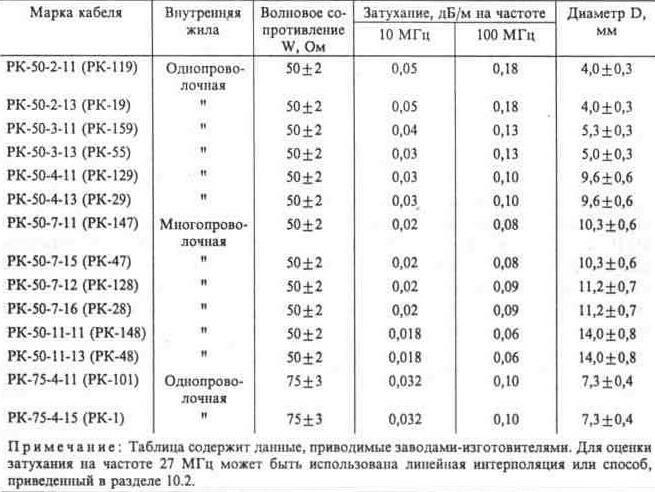 Марка кабеля Внутренняя жила Волновое со- противление W, Ом Затухание, дБ/м на частоте Диаметр D, мм
10 МГц 100 МГц
РК-50-2-11 (РК-119) Однопрово- лочная 50±2 0,05 0,18 4,0±0,3
РК-50-2-13 (РК-19) " 50±2 0,05 0,18 4,0±0,3
РК-50-3-11 (РК-159) " 50±2 0,04 0,13 5,3±0,3
РК-50-3-13 (РК-55) " 50±2 0,03 0,13 5,0±0,3
РК-50-4-11 (РК-129) " 50±2 0,03 0,10 9,6±0,6
РК-50-4-13 (РК-29) " 50±2 0,03 0,10 9,6±0,6
РК-50-7-11 (РК-147) Многопрово- лочная 50±2 0,02 0,08 10,3±0,6
РК-50-7-15 (РК-47) " 50±2 0,02 0,08 10,3±0,6
РК-50-7-12 (РК-128) " 50±2 0,02 0,09 11,2±0,7
РК-50-7-16 (РК-28) " 50±2 0,02 0,09 11,2±0,7
РК-50-11-11 (РК-148) " 50±2 0,018 0,06 14,0±0,8
РК-50-11-13 (РК-48) " 50±2 0,018 0,06 14,0±0,8
РК-75-4-11 (РК-101) Однопрово- лочная 75±3 0,032 0,10 7,3±0,4
РК-75-4-15 (РК-1) " 75±3 0,032 0,10 7,3±0,4
Примечание: Таблица содержит данные, приводимые заводами-изготовителями. Для оценки
затухания на частоте 27 МГц может быть использована линейная интерполяция или способ,
приведенный в разделе 10.2.